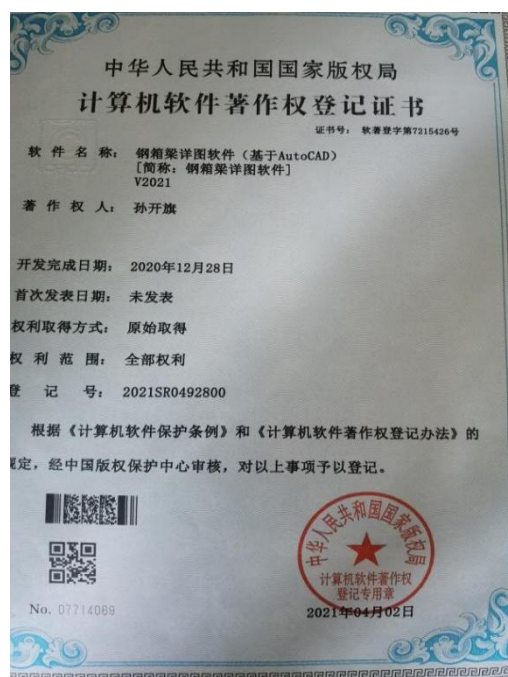 中华人民共和国国家版权局
计算机软件著作权登记证书
证书号： 软著登字第7215426号
软 件 名 称： 钢箱梁详图软件（基于AutoCAD）
[简称：钢箱梁详图软件]
V2021
著 作 权 人： 孙开旗
开发完成日期： 2020年12月28日
首次发表日期： 未发表
权利取得方式： 原始取得
权 利 范 围： 全部权利
登 记 号： 2021SR0492800
根据《计算机软件保护条例》和《计算机软件著作权登记办法》的
规定，经中国版权保护中心审核，对以上事项予以登记。
中华人民共和国国家版权局
计算机软件著作权
登记专用章
No. 07714069
2021年04月02日